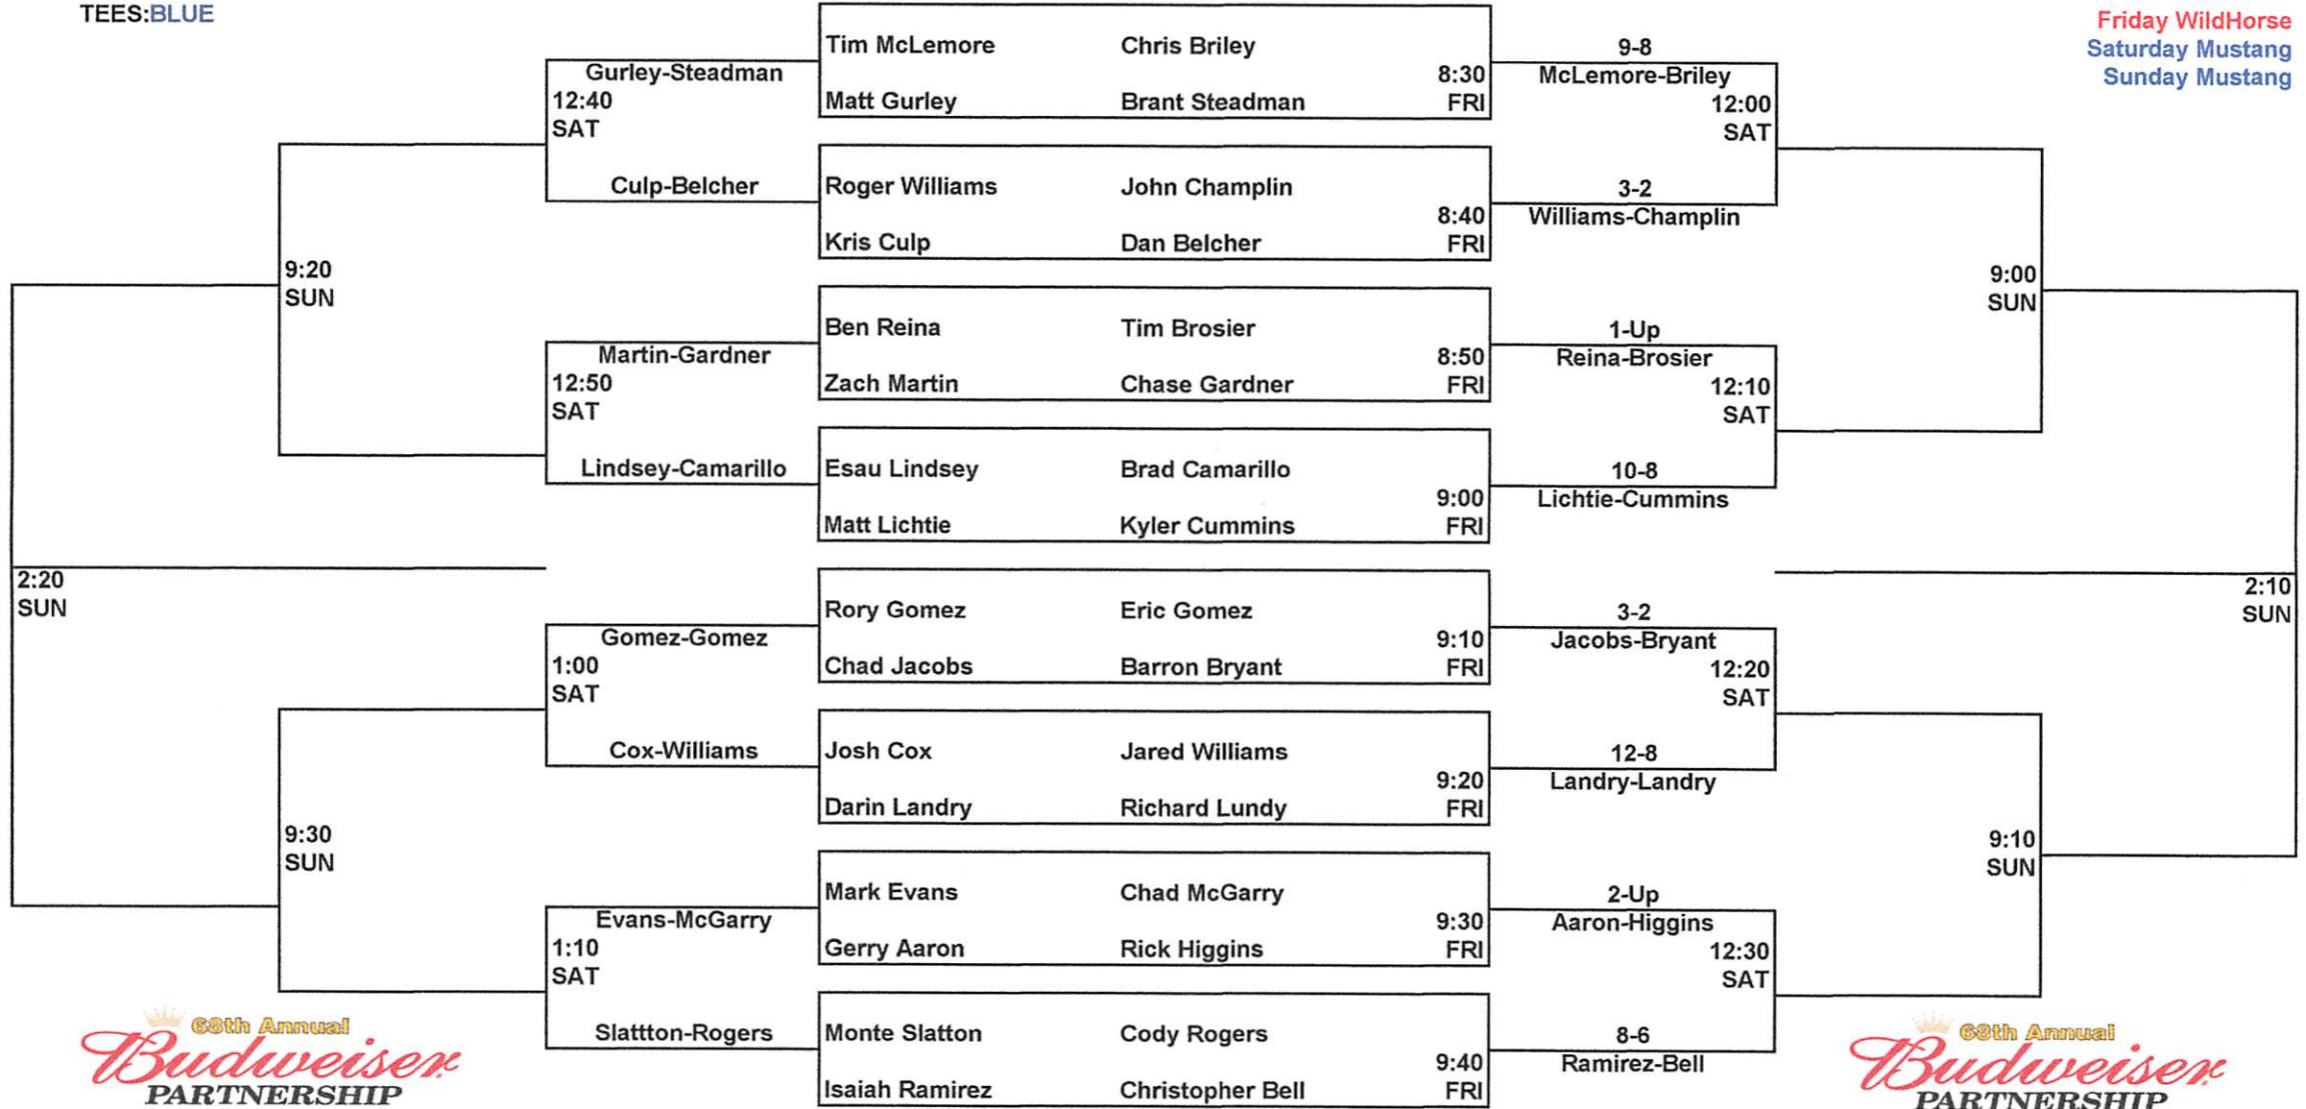 TEES:BLUE
Friday WildHorse
Saturday Mustang
Sunday Mustang
Tim McLemore Chris Briley
8:30
Matt Gurley Brant Steadman FRI
Gurley-Steadman
12:40
SAT
Culp-Belcher
9-8
McLemore-Briley
12:00
SAT
Roger Williams John Champlin
8:40
Kris Culp Dan Belcher FRI
3-2
Williams-Champlin
9:20
SUN
9:00
SUN
Ben Reina Tim Brosier
8:50
Zach Martin Chase Gardner FRI
Martin-Gardner
12:50
SAT
Lindsey-Camarillo
1-Up
Reina-Brosier
12:10
SAT
Esau Lindsey Brad Camarillo
9:00
Matt Lichtie Kyler Cummins FRI
10-8
Lichtie-Cummins
2:20
SUN
2:10
SUN
Rory Gomez Eric Gomez
9:10
Chad Jacobs Barron Bryant FRI
Gomez-Gomez
1:00
SAT
Cox-Williams
3-2
Jacobs-Bryant
12:20
SAT
Josh Cox Jared Williams
9:20
Darin Landry Richard Lundy FRI
12-8
Landry-Landry
9:30
SUN
9:10
SUN
Mark Evans Chad McGarry
9:30
Gerry Aaron Rick Higgins FRI
Evans-McGarry
1:10
SAT
Slattton-Rogers
2-Up
Aaron-Higgins
12:30
SAT
Monte Slatton Cody Rogers
9:40
Isaiah Ramirez Christopher Bell FRI
8-6
Ramirez-Bell
68th Annual
Budweiser
PARTNERSHIP
68th Annual
Budweiser
PARTNERSHIP